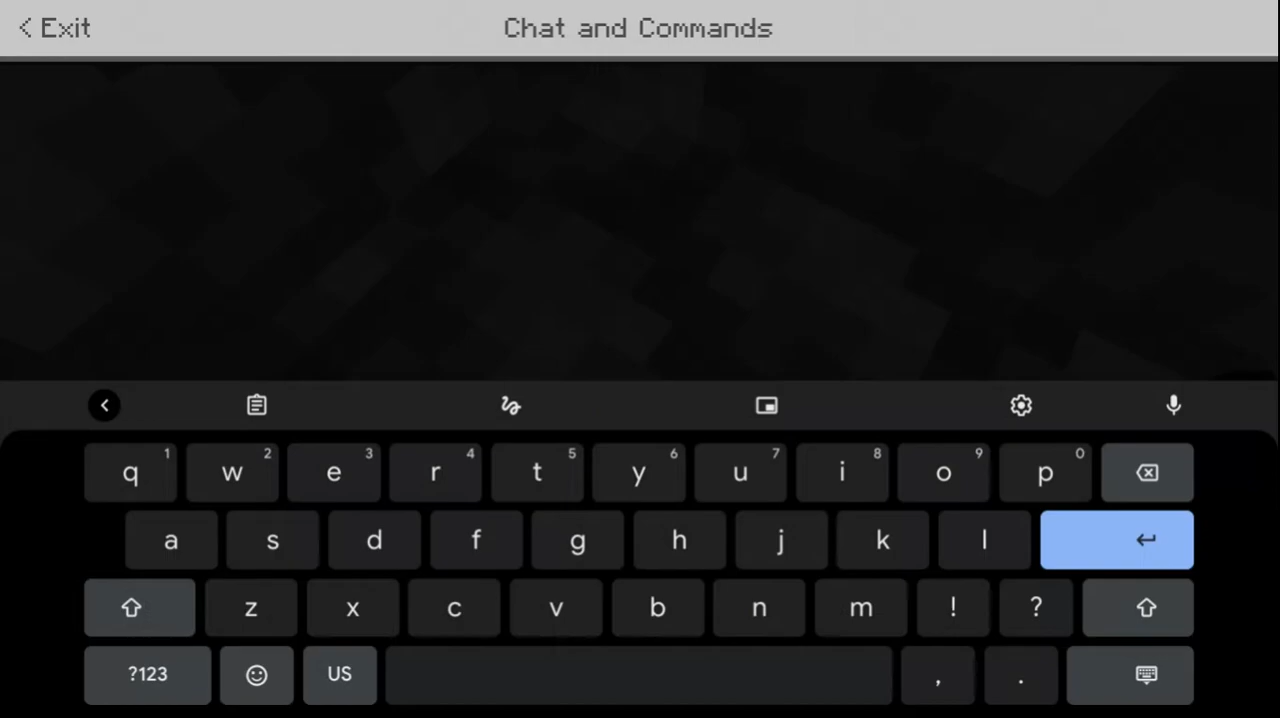 < Exit
Chat and Commands
q 1 w 2 e 3 r 4 t 5 y 6 u 7 i 8 o 9 p 0
a s d f g h j k l
z x c v b n m ! ?
?123 US , .